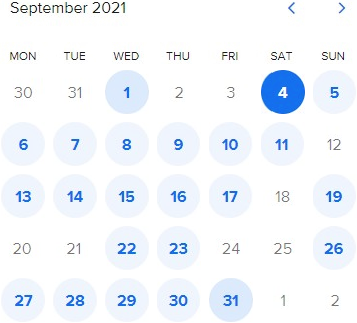 September 2021
MON TUE WED THU FRI SAT SUN
30 31 1 2 3 4 5
6 7 8 9 10 11 12
13 14 15 16 17 18 19
20 21 22 23 24 25 26
27 28 29 30 31 1 2